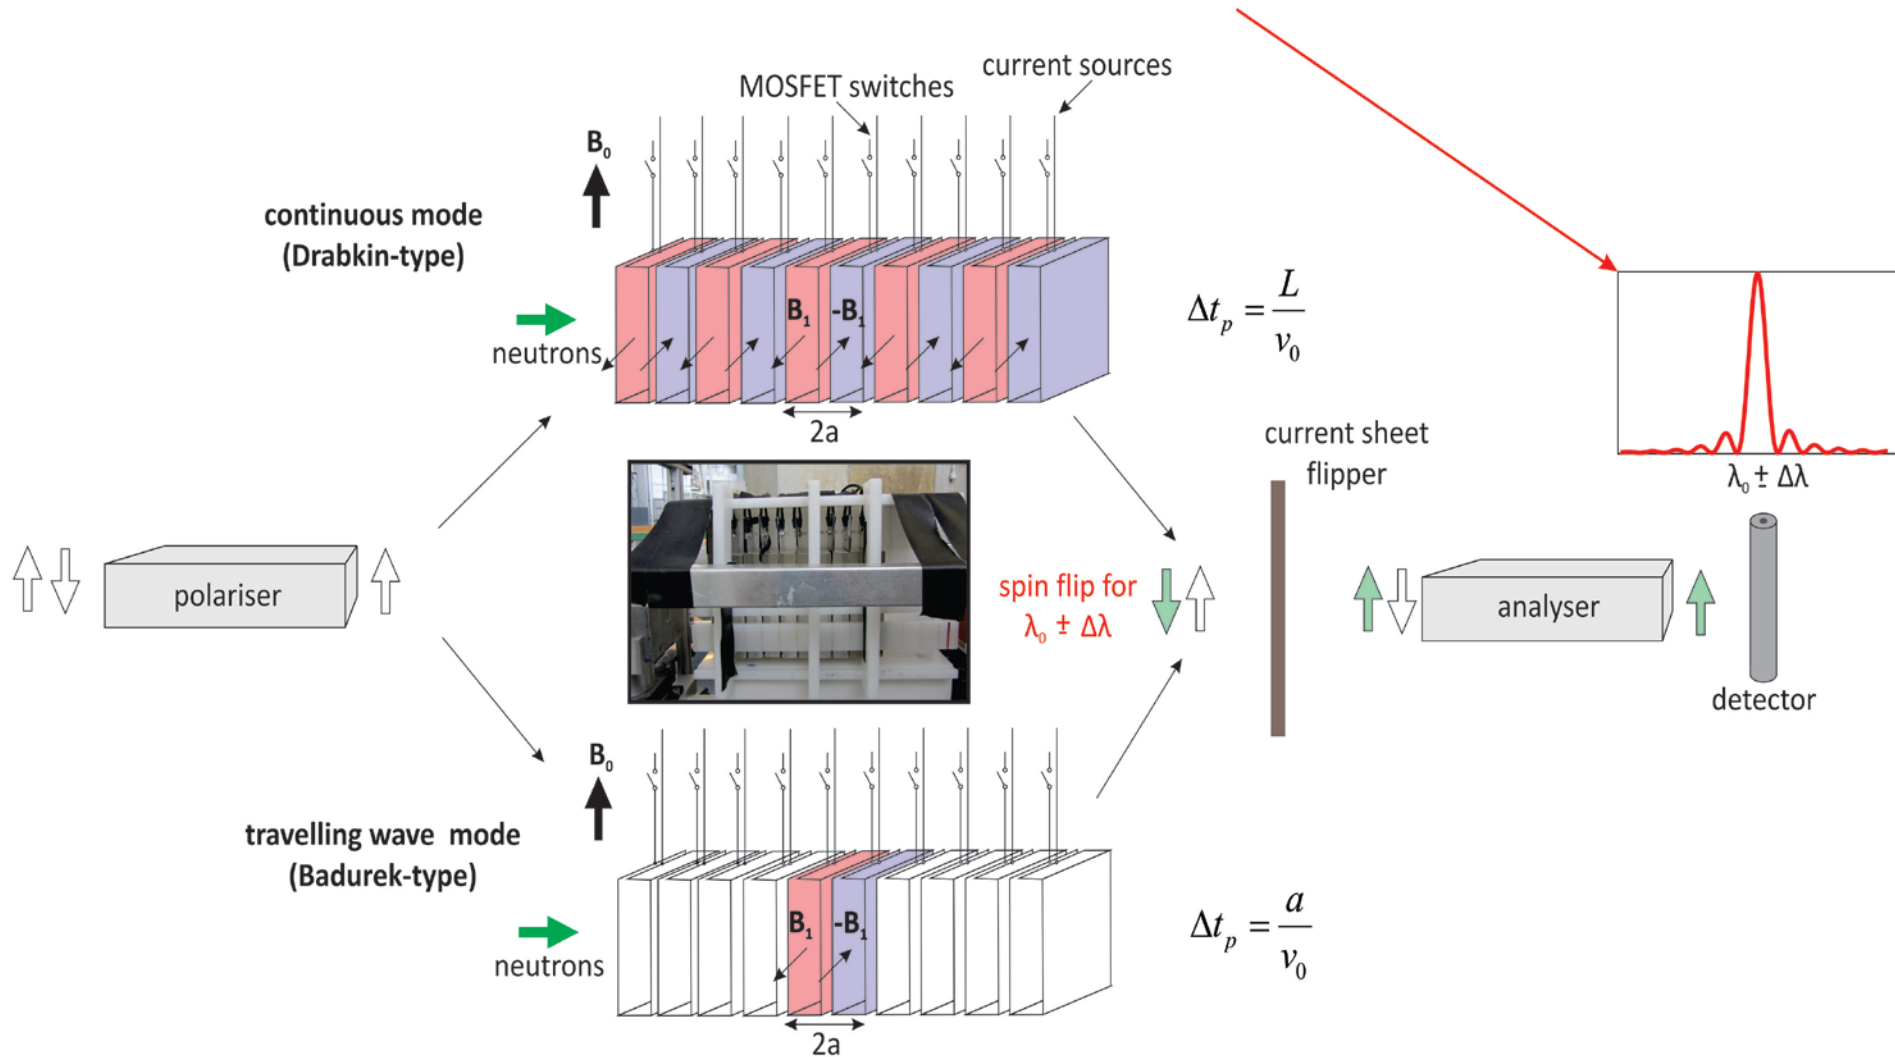 current sources
MOSFET switches
B₀
continuous mode
(Drabkin-type)
B₁ -B₁
neutrons
Δtₚ = L / v₀
2a
current sheet
flipper
λ₀ ± Δλ
polariser
spin flip for
λ₀ ± Δλ
analyser
detector
B₀
travelling wave mode
(Badurek-type)
B₁ -B₁
neutrons
Δtₚ = a / v₀
2a